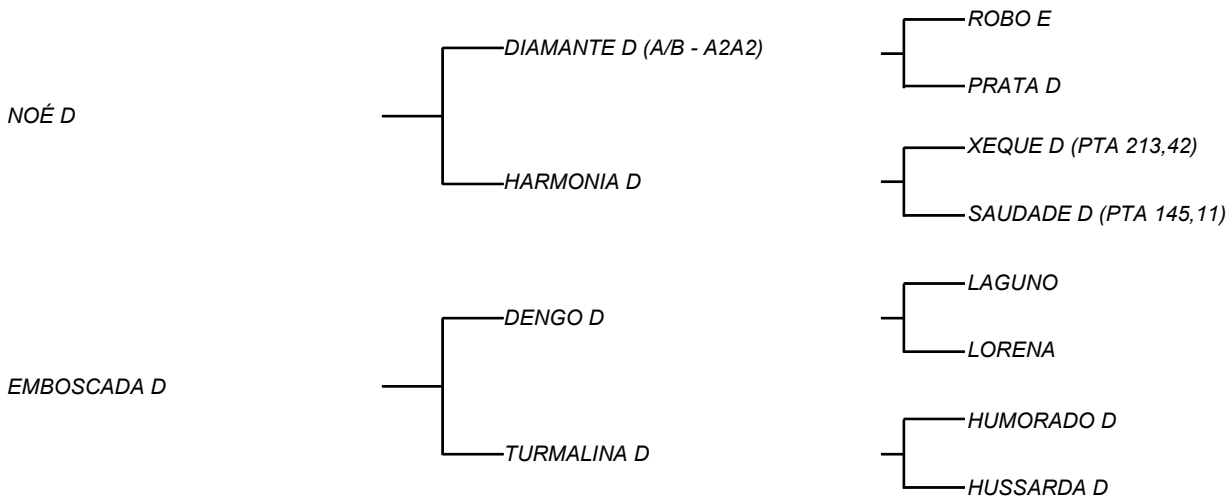 ROBO E
DIAMANTE D (A/B - A2A2)
PRATA D
NOÉ D
XEQUE D (PTA 213,42)
HARMONIA D
SAUDADE D (PTA 145,11)
LAGUNO
DENGO D
LORENA
EMBOSCADA D
HUMORADO D
TURMALINA D
HUSSARDA D